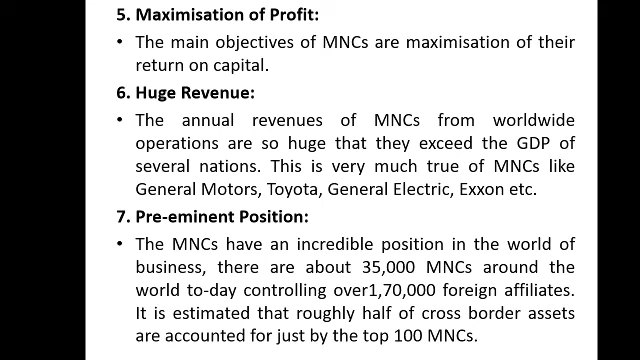 5. Maximisation of Profit:
• The main objectives of MNCs are maximisation of their
return on capital.
6. Huge Revenue:
• The annual revenues of MNCs from worldwide
operations are so huge that they exceed the GDP of
several nations. This is very much true of MNCs like
General Motors, Toyota, General Electric, Exxon etc.
7. Pre-eminent Position:
• The MNCs have an incredible position in the world of
business, there are about 35,000 MNCs around the
world to-day controlling over1,70,000 foreign affiliates.
It is estimated that roughly half of cross border assets
are accounted for just by the top 100 MNCs.